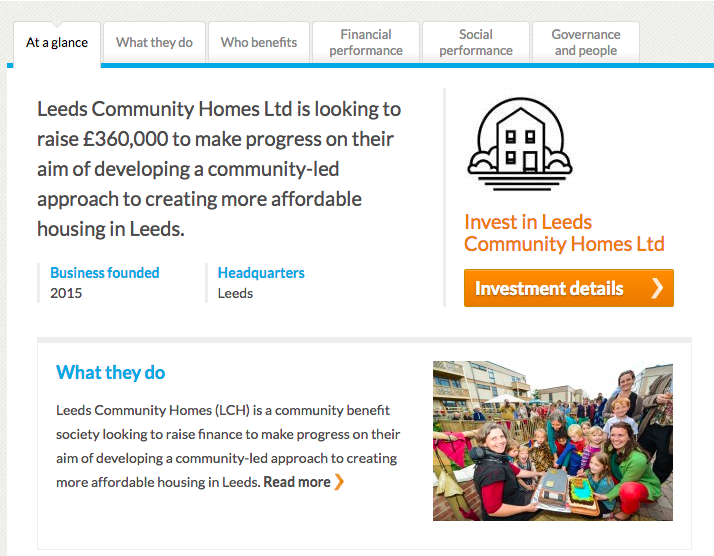 At a glance
What they do
Who benefits
Financial
performance
Social
performance
Governance
and people
Leeds Community Homes Ltd is looking to
raise £360,000 to make progress on their
aim of developing a community-led
approach to creating more affordable
housing in Leeds.
Business founded
2015
Headquarters
Leeds
Invest in Leeds
Community Homes Ltd
Investment details
What they do
Leeds Community Homes (LCH) is a community benefit
society looking to raise finance to make progress on their
aim of developing a community-led approach to creating
more affordable housing in Leeds. Read more